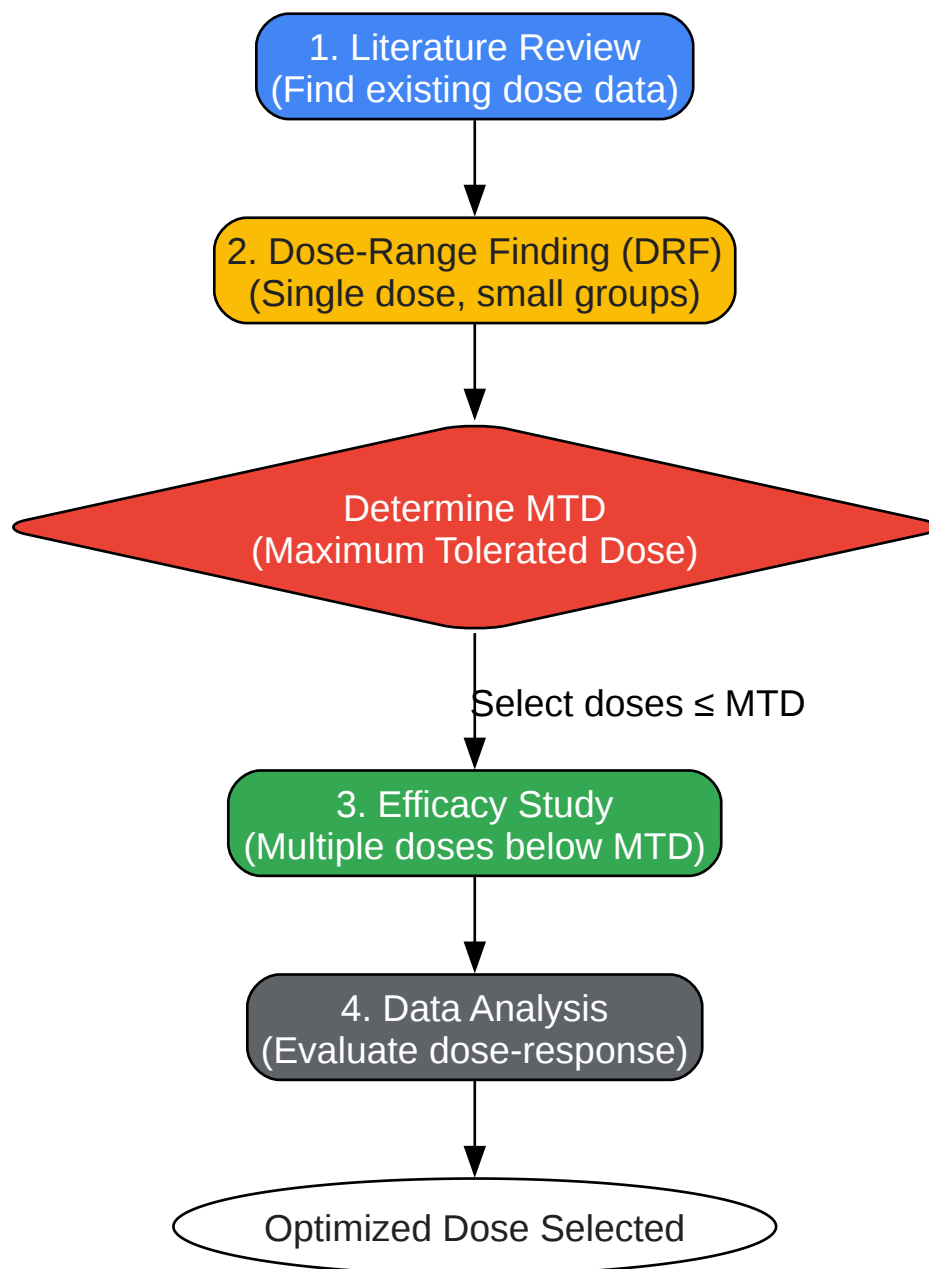 1. Literature Review
(Find existing dose data)
2. Dose-Range Finding (DRF)
(Single dose, small groups)
Determine MTD
(Maximum Tolerated Dose)
Select doses ≤ MTD
3. Efficacy Study
(Multiple doses below MTD)
4. Data Analysis
(Evaluate dose-response)
Optimized Dose Selected